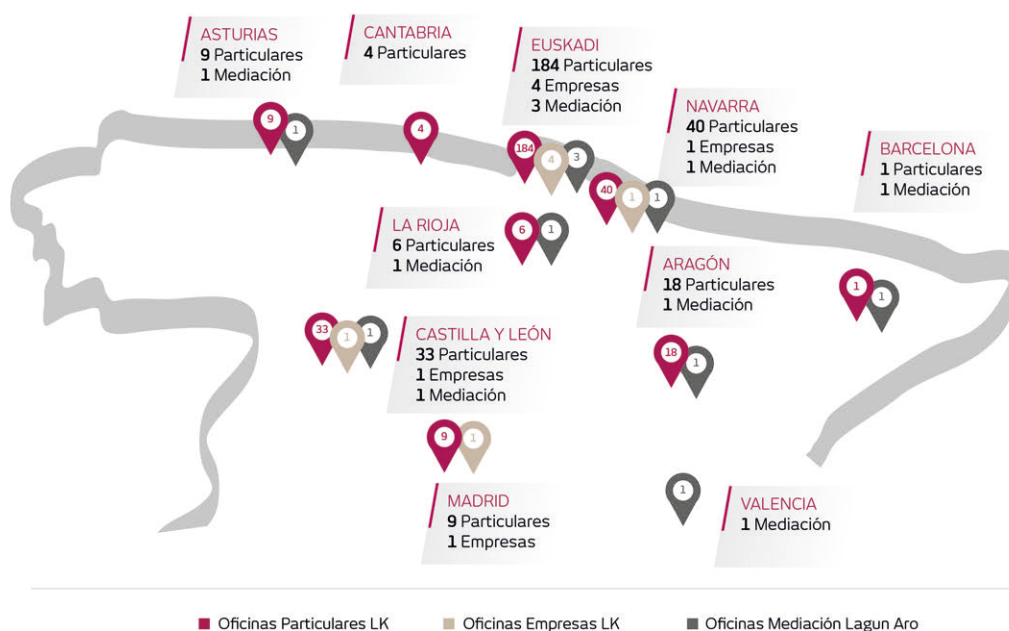 ASTURIAS
9 Particulares
1 Mediación
CANTABRIA
4 Particulares
EUSKADI
184 Particulares
4 Empresas
3 Mediación
NAVARRA
40 Particulares
1 Empresas
1 Mediación
BARCELONA
1 Particulares
1 Mediación
9
1
4
184
4
3
40
1
1
LA RIOJA
6 Particulares
1 Mediación
6
1
ARAGÓN
18 Particulares
1 Mediación
1
1
33
1
1
CASTILLA Y LEÓN
33 Particulares
1 Empresas
1 Mediación
18
1
9
1
MADRID
9 Particulares
1 Empresas
1
VALENCIA
1 Mediación
Oficinas Particulares LK
Oficinas Empresas LK
Oficinas Mediación Lagun Aro